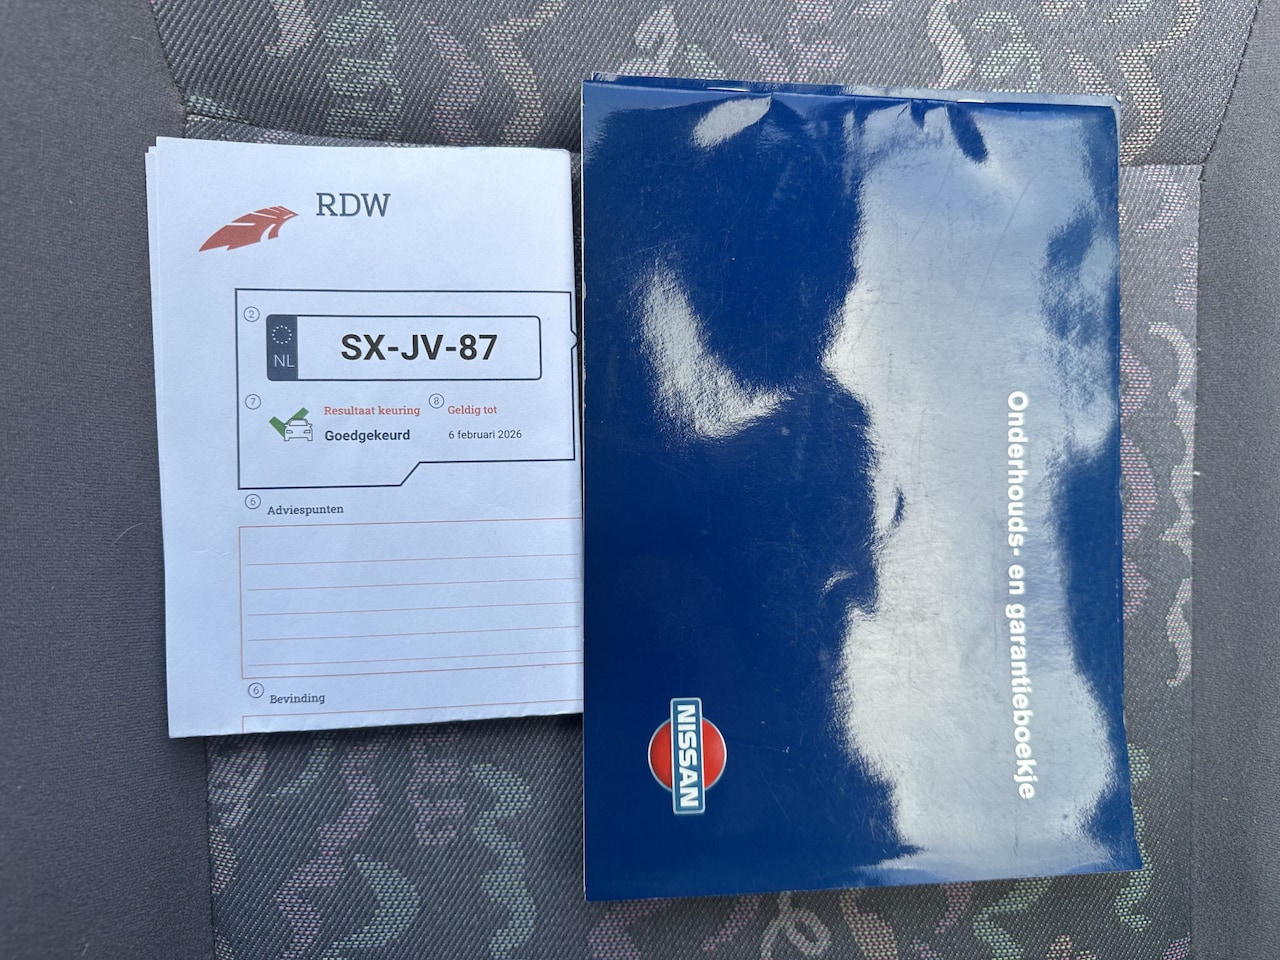 RDW
2
NL
SX-JV-87
7
Resultaat keuring
8
Geldig tot
Goedgekeurd
6 februari 2026
6
Adviespunten
6
Bevinding
Onderhouds- en garantieboekje
NISSAN